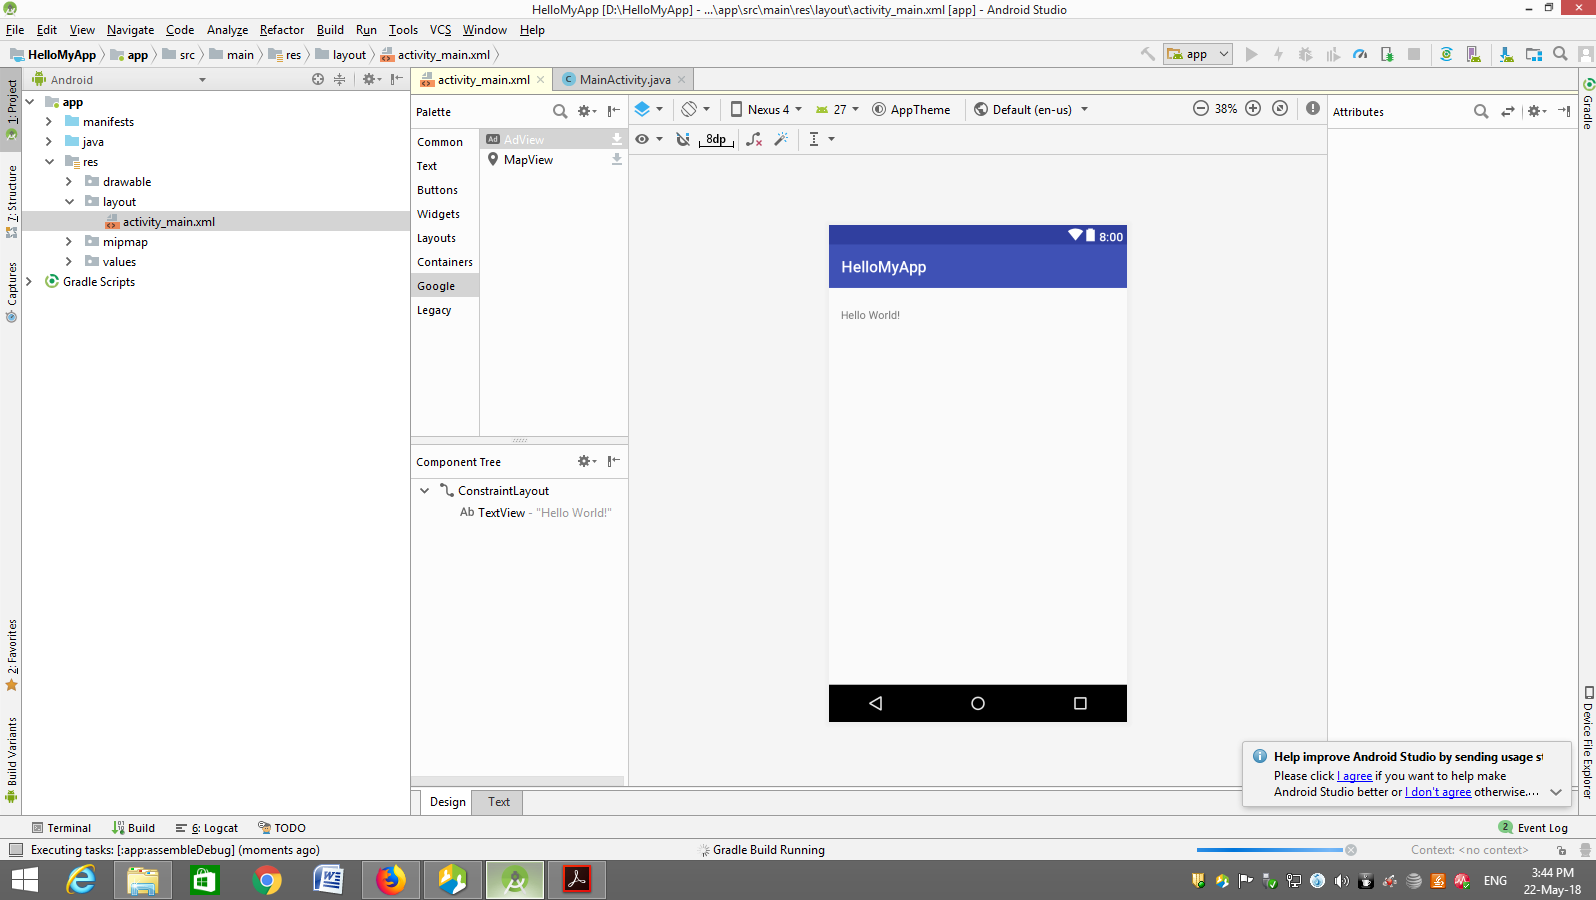 HelloMyApp [D:\HelloMyApp] - ...\app\src\main\res\layout\activity_main.xml [app] - Android Studio
File Edit View Navigate Code Analyze Refactor Build Run Tools VCS Window Help
HelloMyApp app src main res layout activity_main.xml app
1: Project
7: Structure
Captures
2: Favorites
Build Variants
Android
app
manifests
java
res
drawable
layout
activity_main.xml
mipmap
values
Gradle Scripts
activity_main.xml MainActivity.java
Palette
Common
Text
Buttons
Widgets
Layouts
Containers
Google
Legacy
Ad AdView
MapView
Component Tree
ConstraintLayout
Ab TextView - "Hello World!"
Nexus 4 27 AppTheme Default (en-us) 38%
8dp
8:00
HelloMyApp
Hello World!
Attributes
Gradle
Device File Explorer
Help improve Android Studio by sending usage st
Please click I agree if you want to help make
Android Studio better or I don't agree otherwise....
Design Text
Terminal Build 6: Logcat TODO 2 Event Log
Executing tasks: [:app:assembleDebug] (moments ago) Gradle Build Running Context: <no context>
ENG 3:44 PM
22-May-18